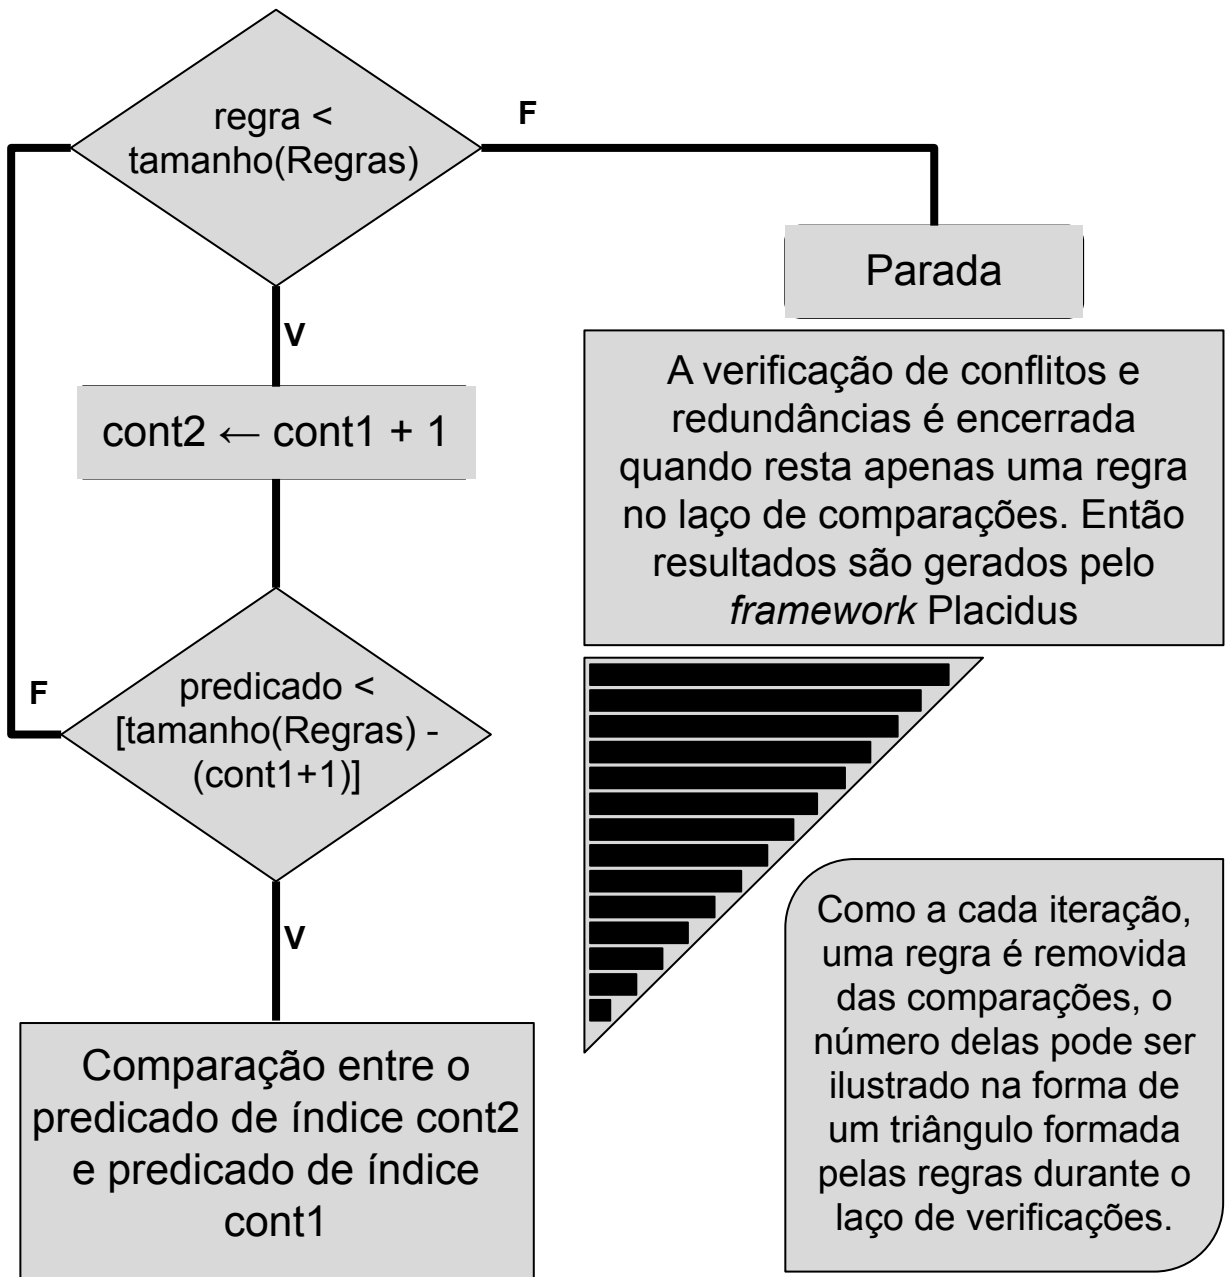 regra <
tamanho(Regras)
F
Parada
V
cont2 ← cont1 + 1
A verificação de conflitos e
redundâncias é encerrada
quando resta apenas uma regra
no laço de comparações. Então
resultados são gerados pelo
framework Placidus
F
predicado <
[tamanho(Regras) -
(cont1+1)]
V
Comparação entre o
predicado de índice cont2
e predicado de índice
cont1
Como a cada iteração,
uma regra é removida
das comparações, o
número delas pode ser
ilustrado na forma de
um triângulo formada
pelas regras durante o
laço de verificações.